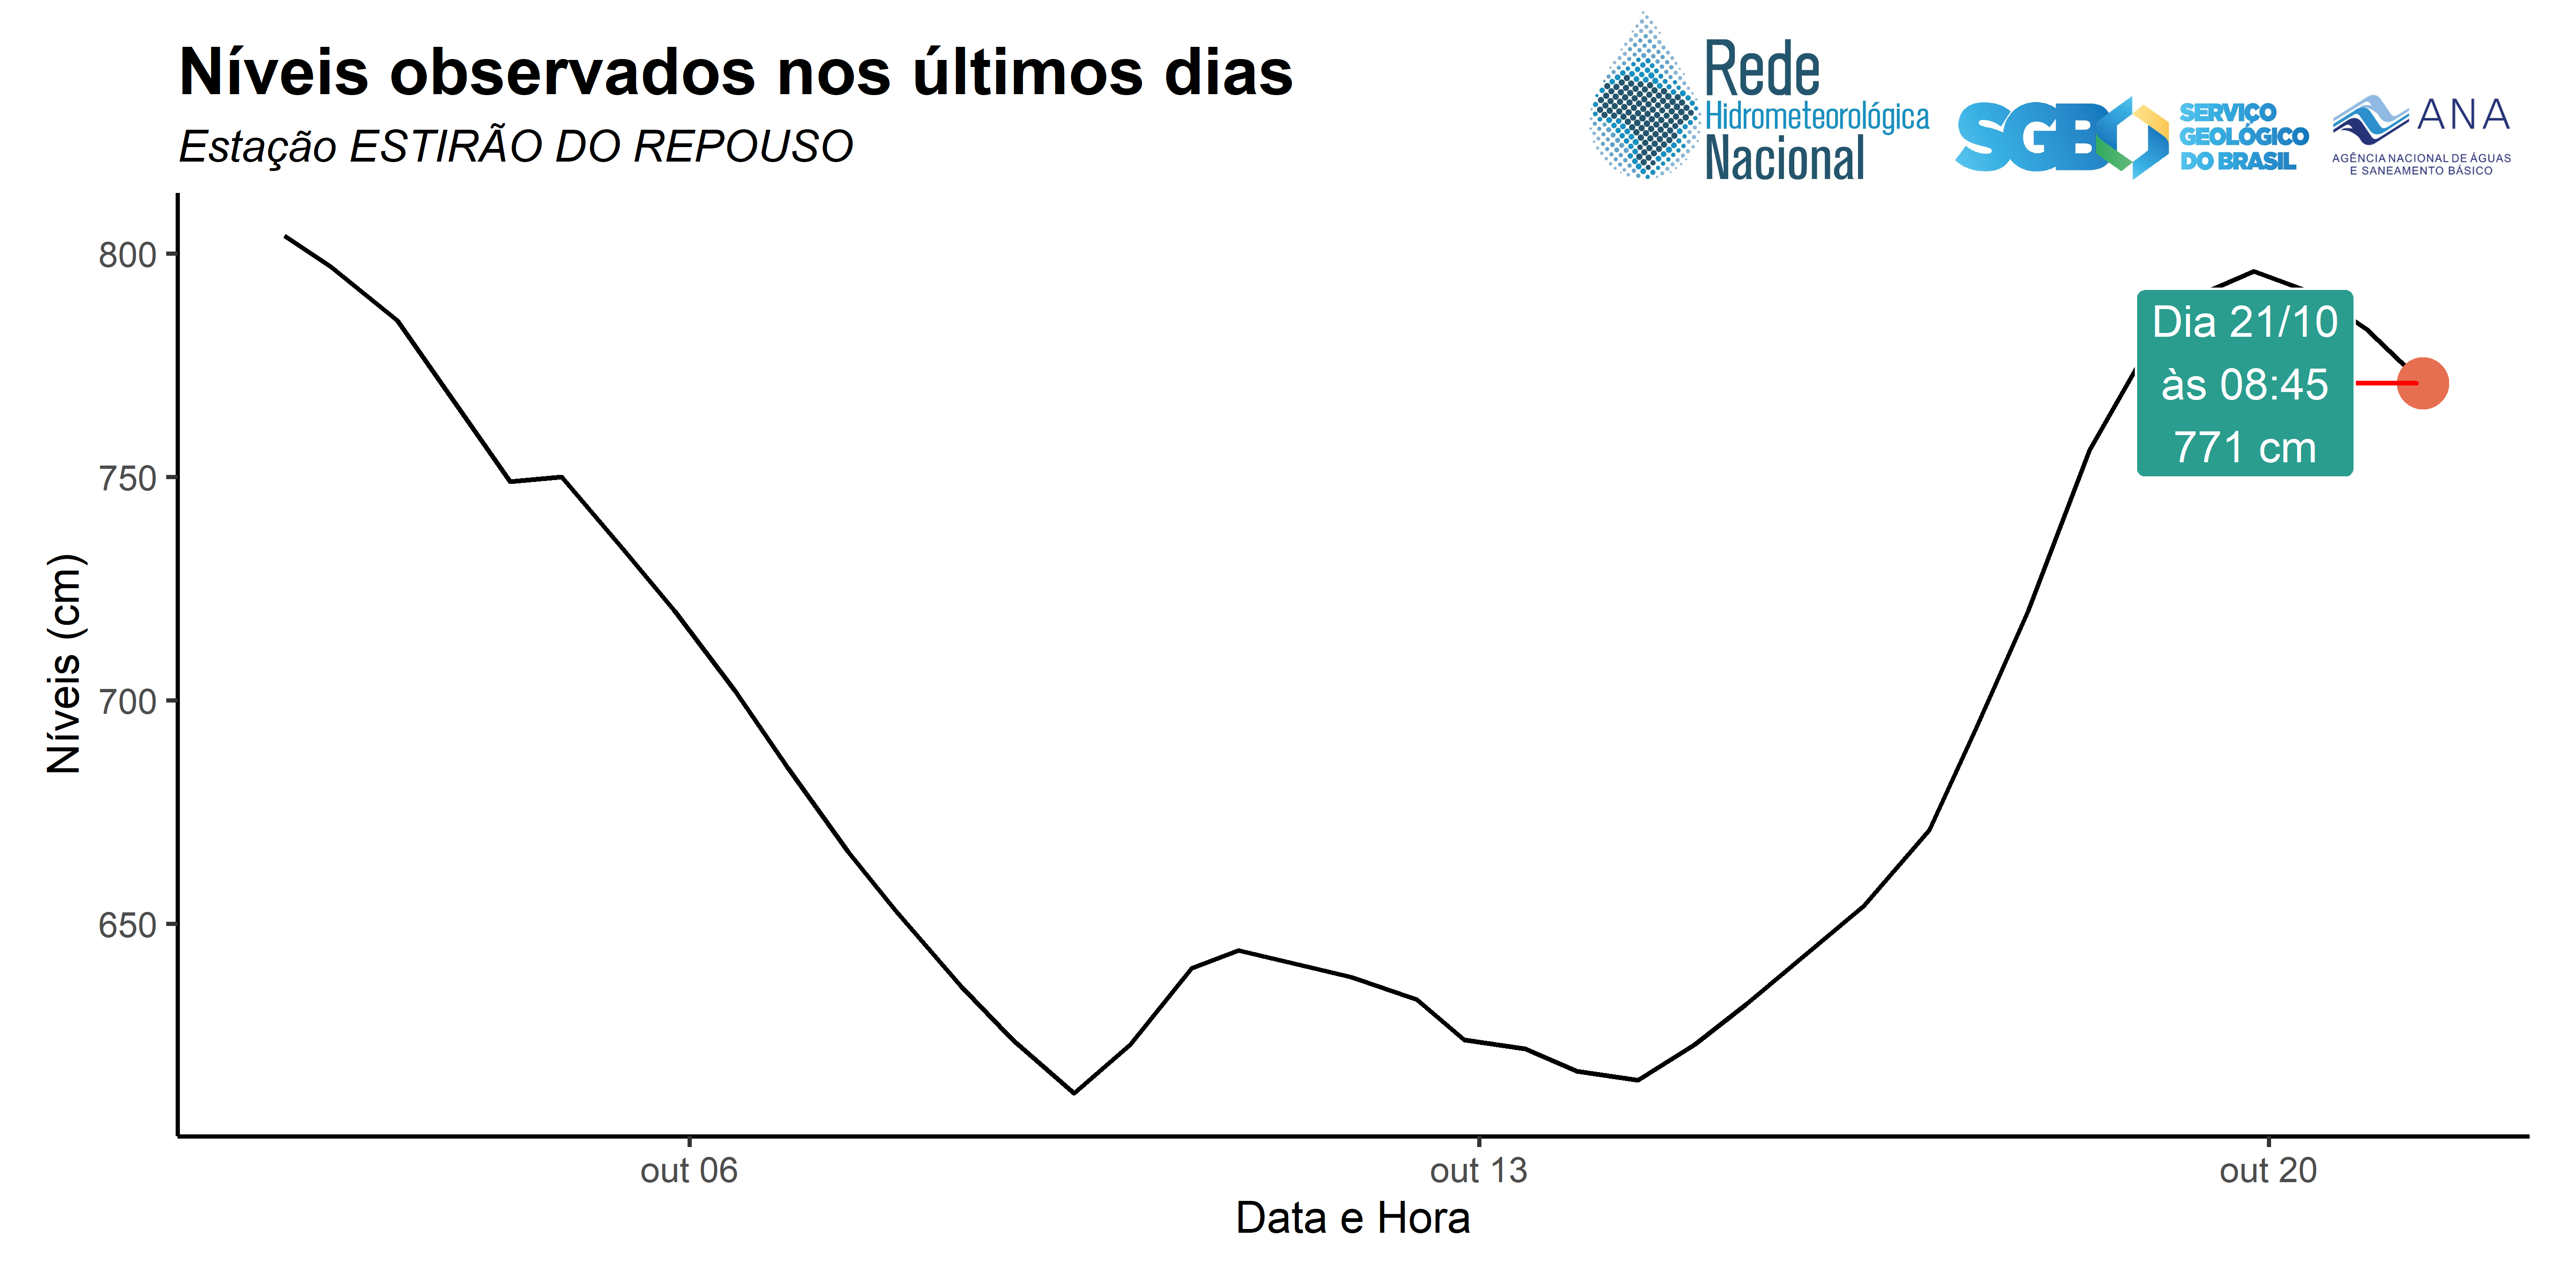 Níveis observados nos últimos dias
Estação ESTIRÃO DO REPOUSO
Rede
Hidrometeorológica
Nacional
SGB
SERVIÇO
GEOLÓGICO
DO BRASIL
ANA
AGÊNCIA NACIONAL DE ÁGUAS
E SANEAMENTO BÁSICO
800
750
700
650
Níveis (cm)
Dia 21/10
às 08:45
771 cm
out 06
out 13
out 20
Data e Hora